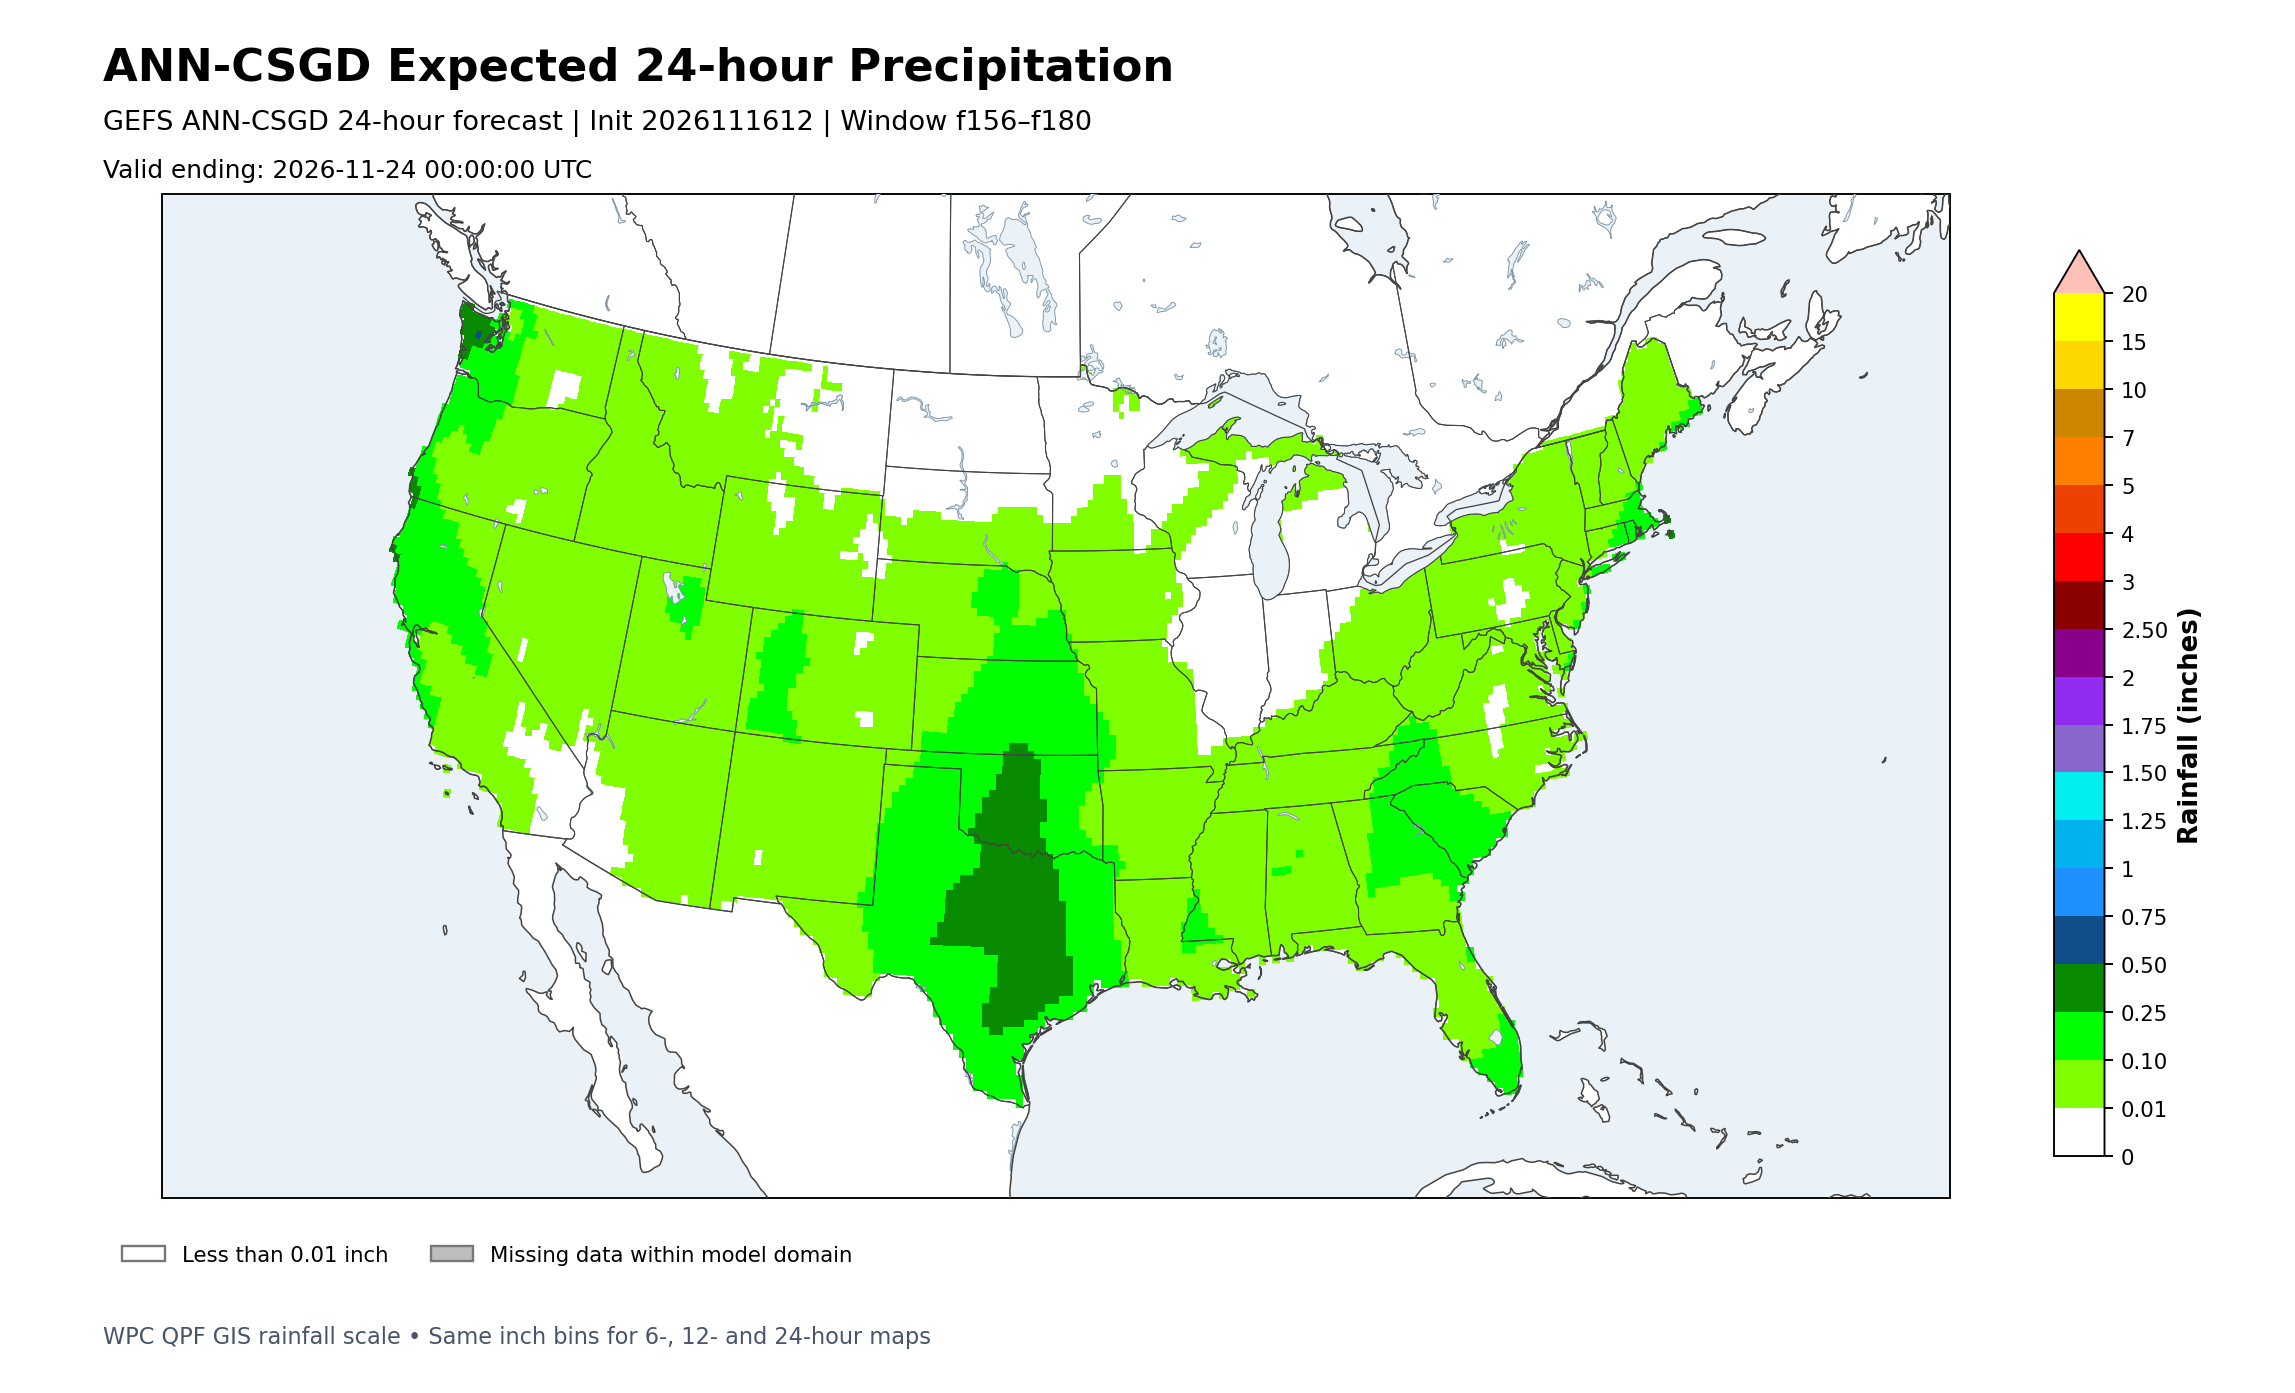 ANN-CSGD Expected 24-hour Precipitation
GEFS ANN-CSGD 24-hour forecast | Init 2026111612 | Window f156–f180
Valid ending: 2026-11-24 00:00:00 UTC
20
15
10
7
5
4
3
2.50
2
1.75
1.50
1.25
1
0.75
0.50
0.25
0.10
0.01
0
Rainfall (inches)
Less than 0.01 inch
Missing data within model domain
WPC QPF GIS rainfall scale • Same inch bins for 6-, 12- and 24-hour maps